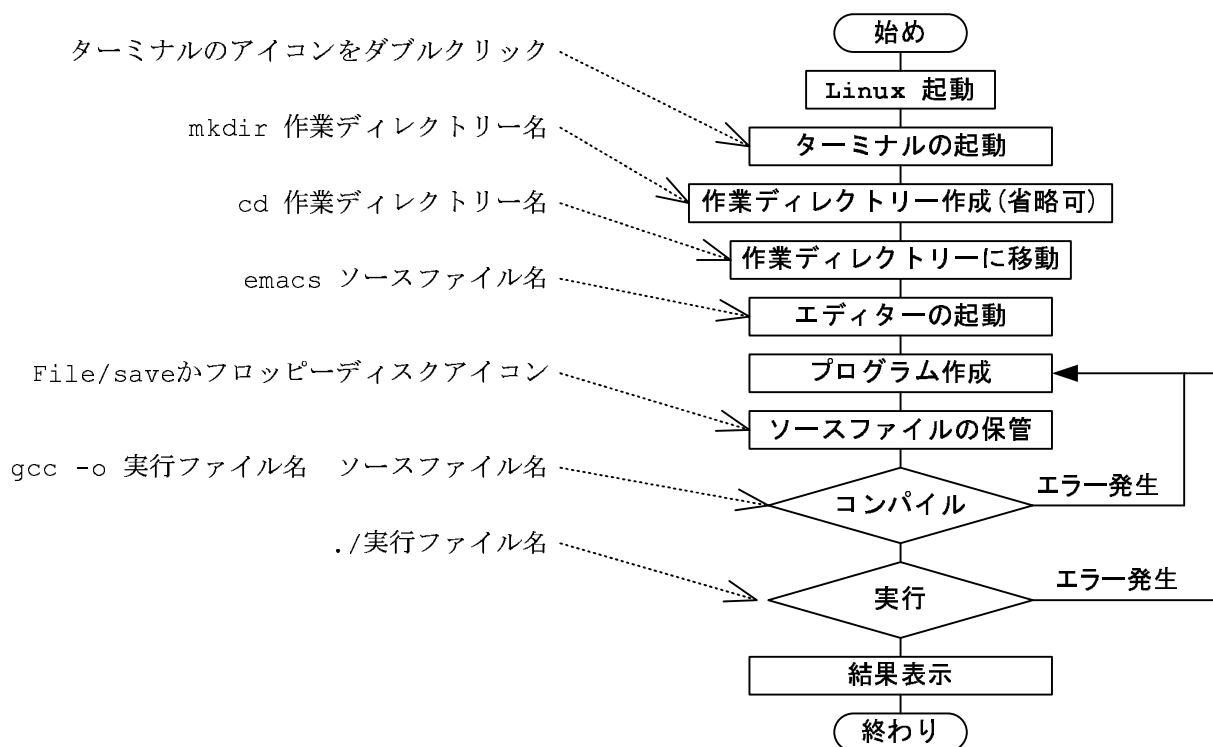 始め
ターミナルのアイコンをダブルクリック
Linux 起動
mkdir 作業ディレクトリー名
ターミナルの起動
cd 作業ディレクトリー名
作業ディレクトリー作成(省略可)
emacs ソースファイル名
作業ディレクトリーに移動
エディターの起動
File/saveかフロッピーディスクアイコン
プログラム作成
ソースファイルの保管
gcc -o 実行ファイル名　ソースファイル名
コンパイル
エラー発生
./実行ファイル名
実行
エラー発生
結果表示
終わり